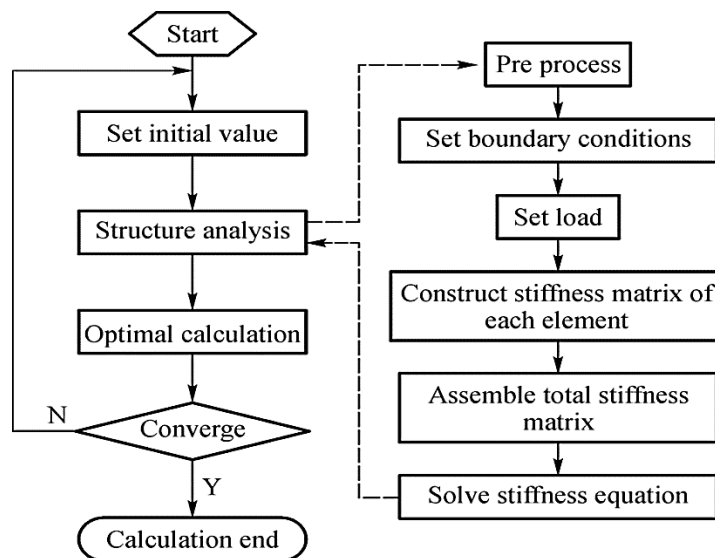 Start
Set initial value
Structure analysis
Optimal calculation
N
Converge
Y
Calculation end
Pre process
Set boundary conditions
Set load
Construct stiffness matrix of
each element
Assemble total stiffness
matrix
Solve stiffness equation